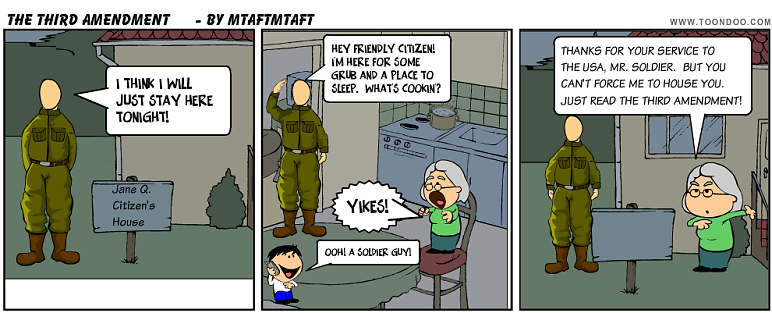 THE THIRD AMENDMENT - BY MTAFTMTAFT
WWW.TOONDOO.COM
I THINK I WILL
JUST STAY HERE
TONIGHT!
Jane Q.
Citizen's
House
HEY FRIENDLY CITIZEN!
I'M HERE FOR SOME
GRUB AND A PLACE TO
SLEEP. WHAT'S COOKIN'?
YIKES!
OOH! A SOLDIER GUY!
THANKS FOR YOUR SERVICE TO
THE USA, MR. SOLDIER. BUT YOU
CAN'T FORCE ME TO HOUSE YOU.
JUST READ THE THIRD AMENDMENT!